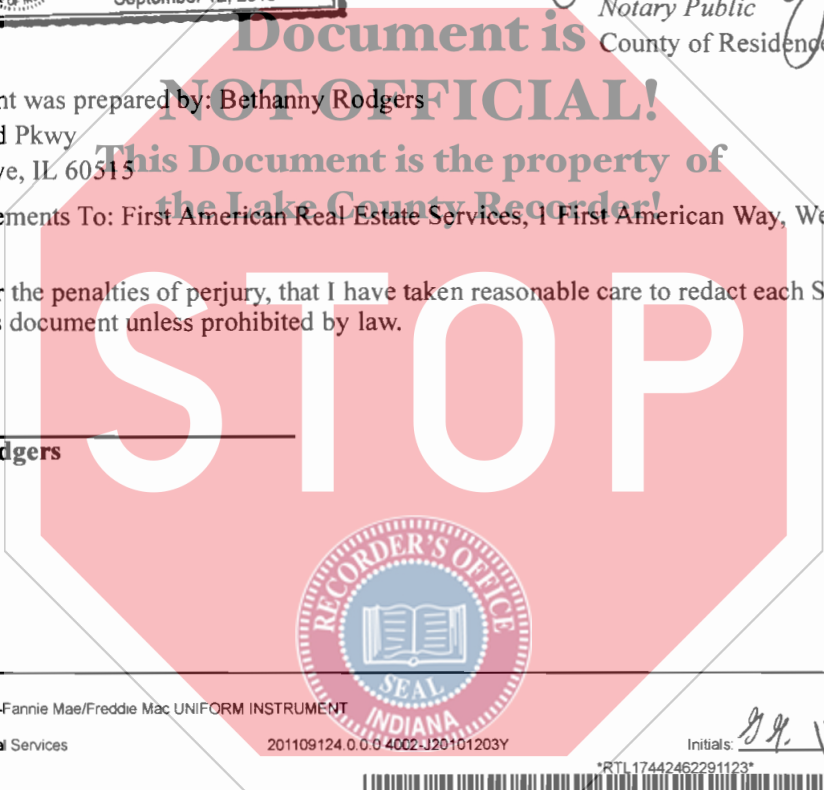 Document is
Notary Public
County of Residence
NOT OFFICIAL!
nt was prepared by: Bethanny Rodgers
d Pkwy
This Document is the property of
ve, IL 60515
the Lake County Recorder!
ements To: First American Real Estate Services, 1 First American Way, We
r the penalties of perjury, that I have taken reasonable care to redact each S
s document unless prohibited by law.
STOP
dgers
RECORDER'S OFFICE
SEAL
INDIANA
-Fannie Mae/Freddie Mac UNIFORM INSTRUMENT
al Services
201109124.0.0.0 4002-J20101203Y
Initials:
*RTL17442462291123*